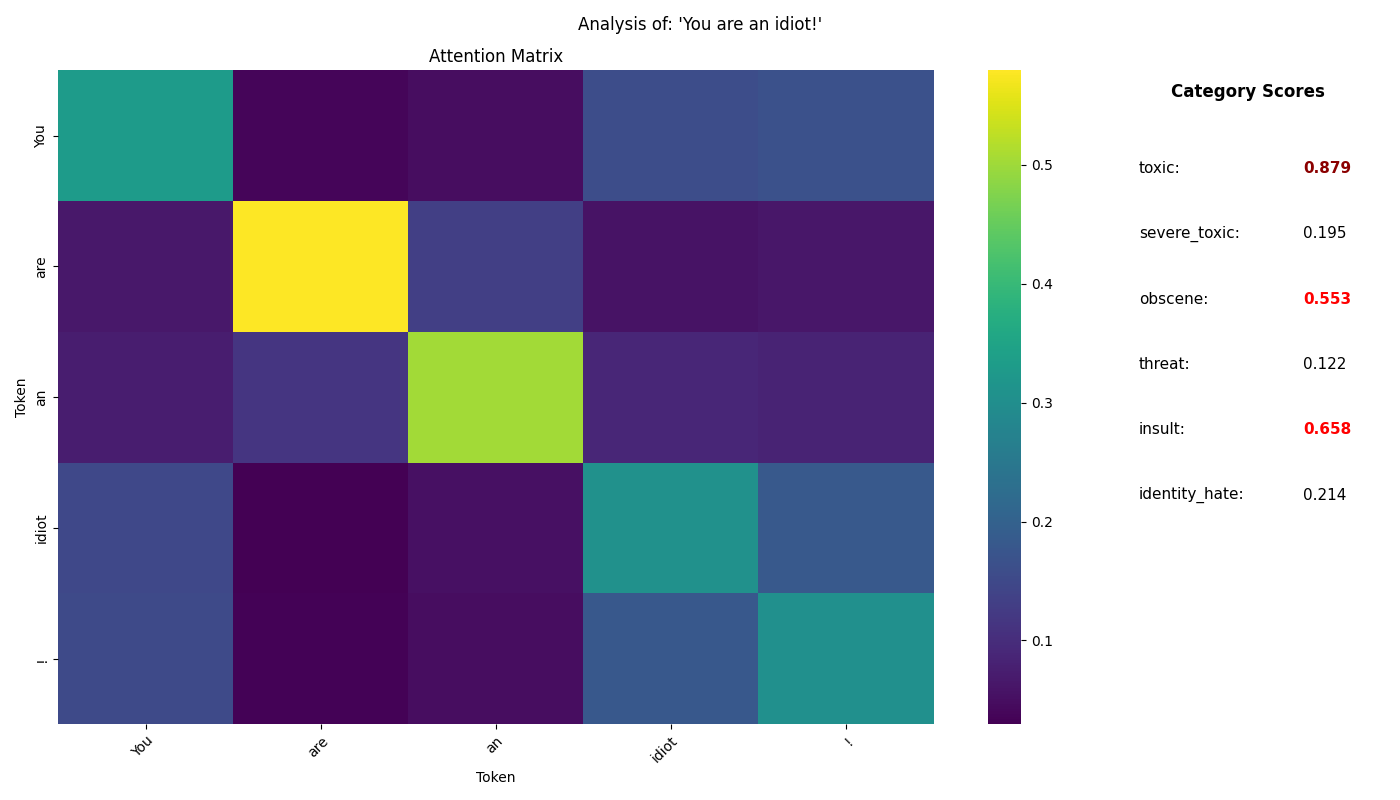 Analysis of: 'You are an idiot!'
Attention Matrix
Token
You
are
an
idiot
!
You
are
an
idiot
!
Token
0.5
0.4
0.3
0.2
0.1
Category Scores
toxic: 0.879
severe_toxic: 0.195
obscene: 0.553
threat: 0.122
insult: 0.658
identity_hate: 0.214